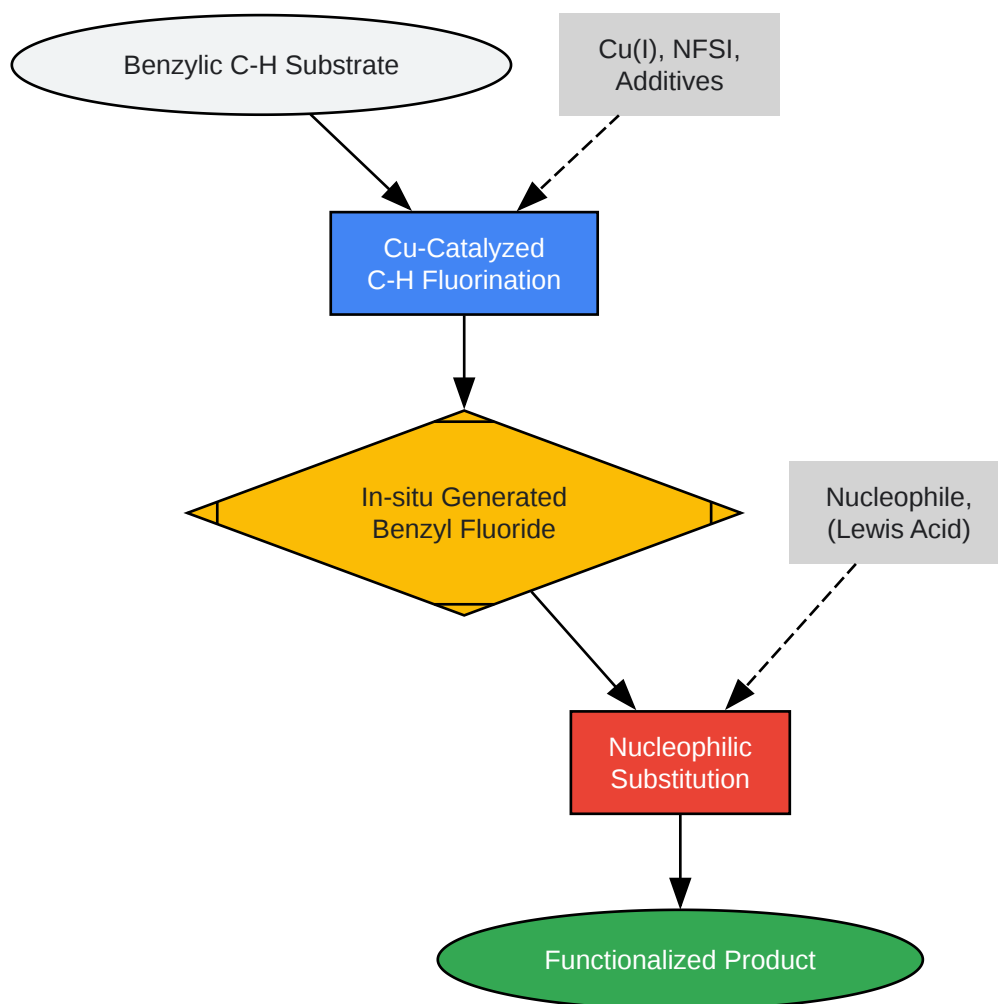 Benzylic C-H Substrate
Cu(I), NFSI,
Additives
Cu-Catalyzed
C-H Fluorination
In-situ Generated
Benzyl Fluoride
Nucleophile,
(Lewis Acid)
Nucleophilic
Substitution
Functionalized Product